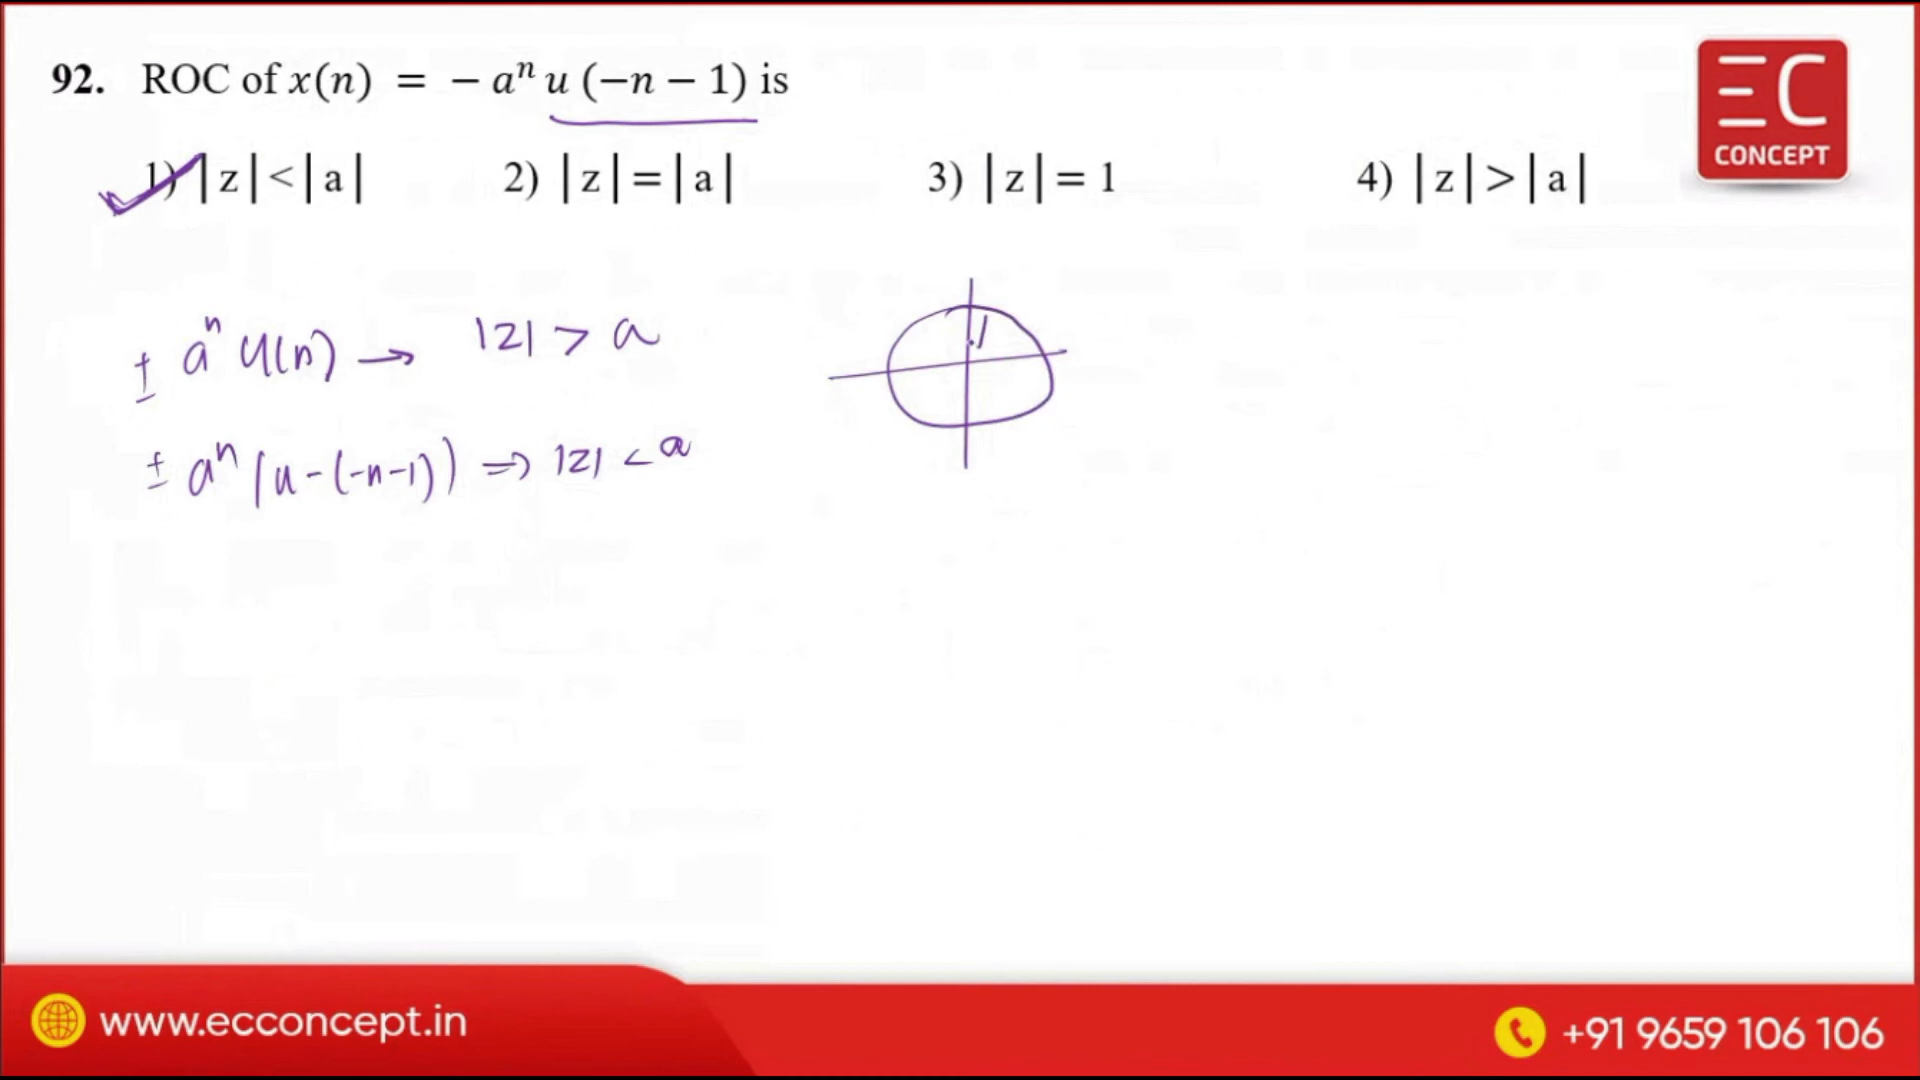 92. ROC of x(n) = − aⁿ u (−n − 1) is
1) |z| < |a| 2) |z| = |a| 3) |z| = 1 4) |z| > |a|
EC
CONCEPT
± aⁿ u(n) → |z| > a
± aⁿ (u-(-n-1)) ⇒ |z| < a
www.ecconcept.in
+91 9659 106 106